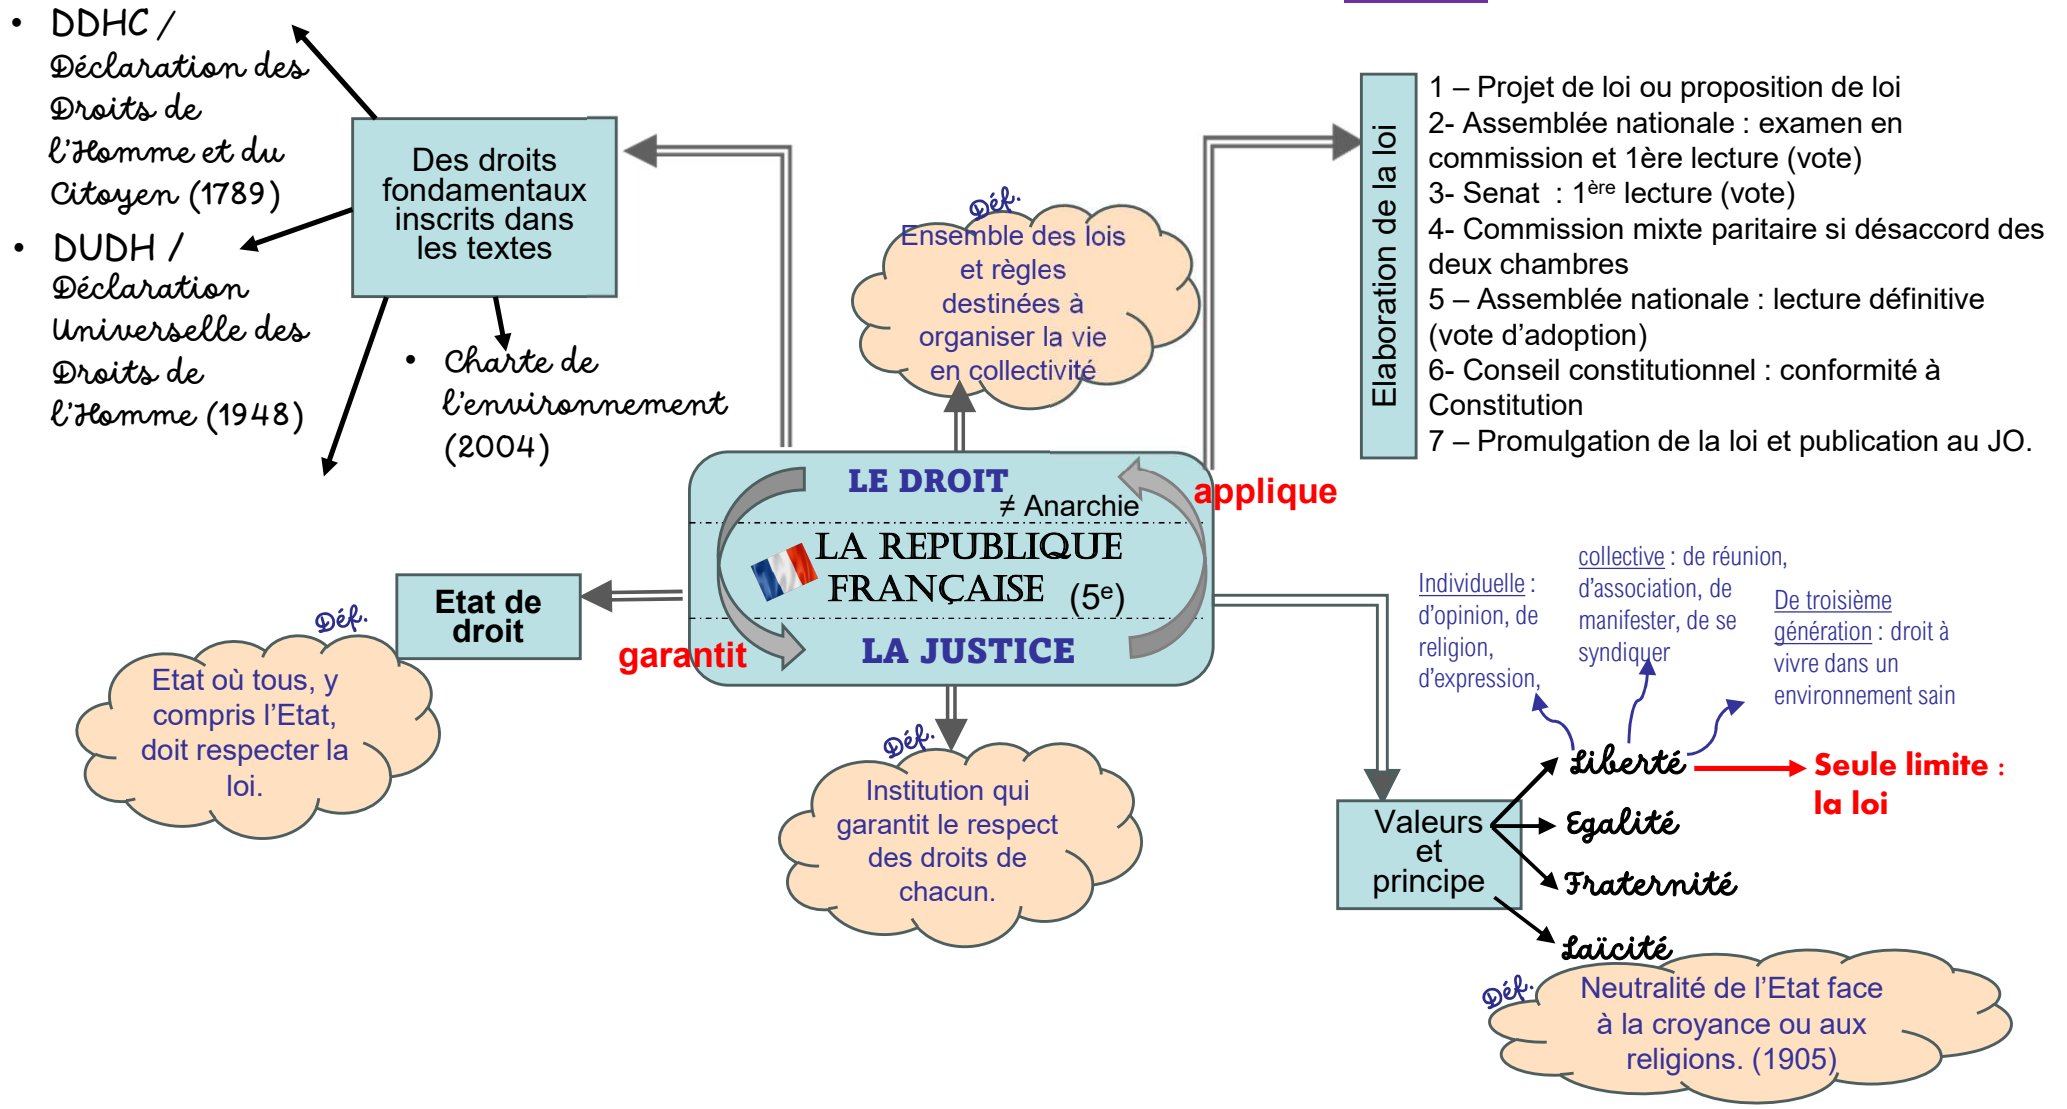 • DDHC /
Déclaration des
Droits de
l'Homme et du
Citoyen (1789)
• DUDH /
Déclaration
Universelle des
Droits de
l'Homme (1948)
Des droits
fondamentaux
inscrits dans
les textes
• Charte de
l'environnement
(2004)
Déf.
Ensemble des lois
et règles
destinées à
organiser la vie
en collectivité
Elaboration de la loi
1 – Projet de loi ou proposition de loi
2- Assemblée nationale : examen en
commission et 1ère lecture (vote)
3- Senat : 1ère lecture (vote)
4- Commission mixte paritaire si désaccord des
deux chambres
5 – Assemblée nationale : lecture définitive
(vote d'adoption)
6- Conseil constitutionnel : conformité à
Constitution
7 – Promulgation de la loi et publication au JO.
LE DROIT
≠ Anarchie
applique
LA REPUBLIQUE
FRANÇAISE (5e)
LA JUSTICE
garantit
Etat de
droit
Déf.
Etat où tous, y
compris l'Etat,
doit respecter la
loi.
Déf.
Institution qui
garantit le respect
des droits de
chacun.
Individuelle :
d'opinion, de
religion,
d'expression,
collective : de réunion,
d'association, de
manifester, de se
syndiquer
De troisième
génération : droit à
vivre dans un
environnement sain
Valeurs
et
principe
Liberté
Seule limite :
la loi
Egalité
Fraternité
Laïcité
Déf.
Neutralité de l'Etat face
à la croyance ou aux
religions. (1905)